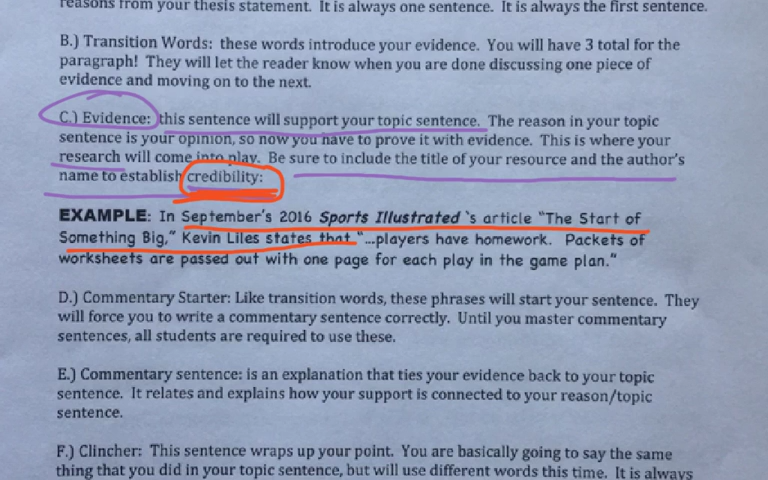 reasons from your thesis statement. It is always one sentence. It is always the first sentence.
B.) Transition Words: these words introduce your evidence. You will have 3 total for the
paragraph! They will let the reader know when you are done discussing one piece of
evidence and moving on to the next.
C.) Evidence: this sentence will support your topic sentence. The reason in your topic
sentence is your opinion, so now you have to prove it with evidence. This is where your
research will come into play. Be sure to include the title of your resource and the author's
name to establish credibility:
EXAMPLE: In September's 2016 Sports Illustrated 's article "The Start of
Something Big," Kevin Liles states that "...players have homework. Packets of
worksheets are passed out with one page for each play in the game plan."
D.) Commentary Starter: Like transition words, these phrases will start your sentence. They
will force you to write a commentary sentence correctly. Until you master commentary
sentences, all students are required to use these.
E.) Commentary sentence: is an explanation that ties your evidence back to your topic
sentence. It relates and explains how your support is connected to your reason/topic
sentence.
F.) Clincher: This sentence wraps up your point. You are basically going to say the same
thing that you did in your topic sentence, but will use different words this time. It is always